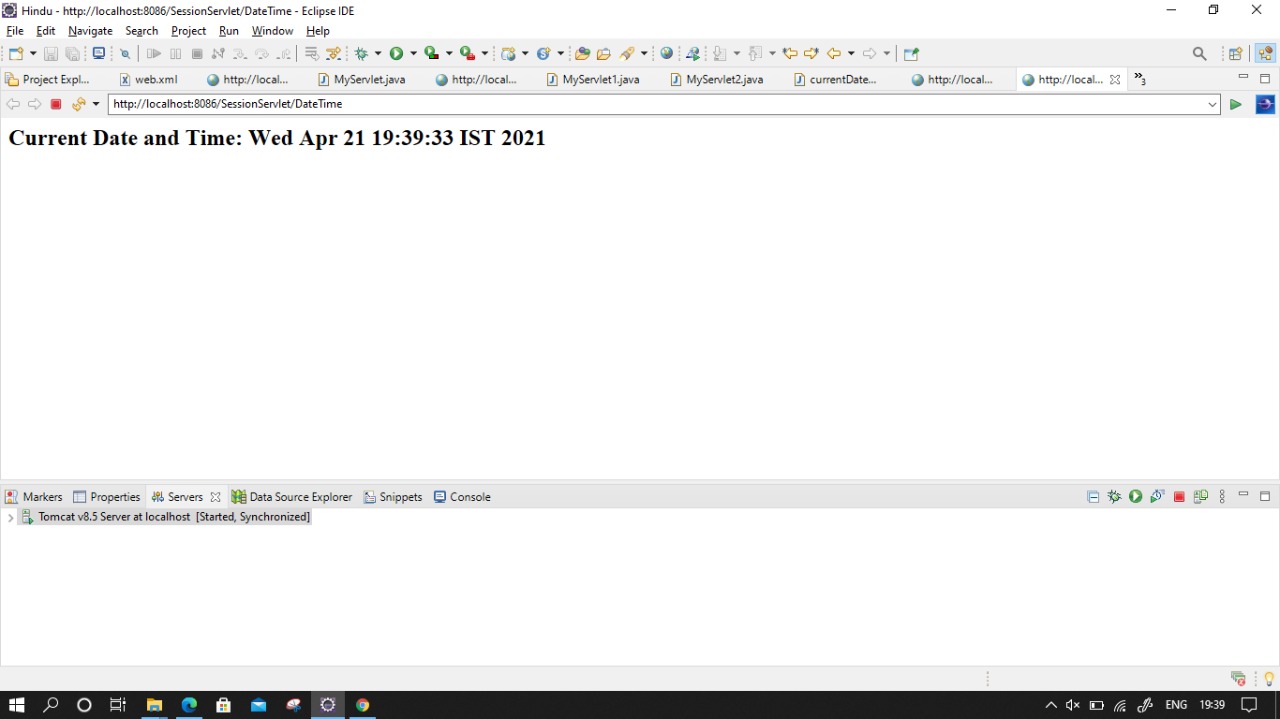 Hindu - http://localhost:8086/SessionServlet/DateTime - Eclipse IDE
File Edit Navigate Search Project Run Window Help
Project Expl... web.xml http://local... MyServlet.java http://local... MyServlet1.java MyServlet2.java currentDate... http://local... http://local... »3
http://localhost:8086/SessionServlet/DateTime
Current Date and Time: Wed Apr 21 19:39:33 IST 2021
Markers Properties Servers Data Source Explorer Snippets Console
Tomcat v8.5 Server at localhost [Started, Synchronized]
ENG 19:39